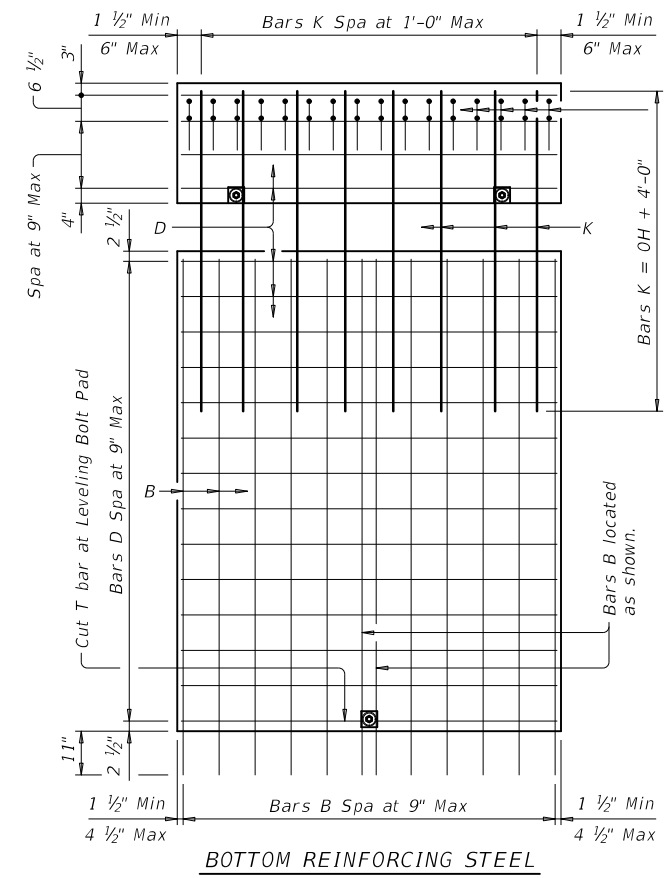 1 ½" Min
6" Max
Bars K Spa at 1'-0" Max
1 ½" Min
6" Max
3"
6 ½"
Spa at 9" Max
4"
2 ½"
D
K
Bars K = OH + 4'-0"
Cut T bar at Leveling Bolt Pad
Bars D Spa at 9" Max
B
Bars B located
as shown.
11"
2 ½"
1 ½" Min
4 ½" Max
Bars B Spa at 9" Max
1 ½" Min
4 ½" Max
BOTTOM REINFORCING STEEL